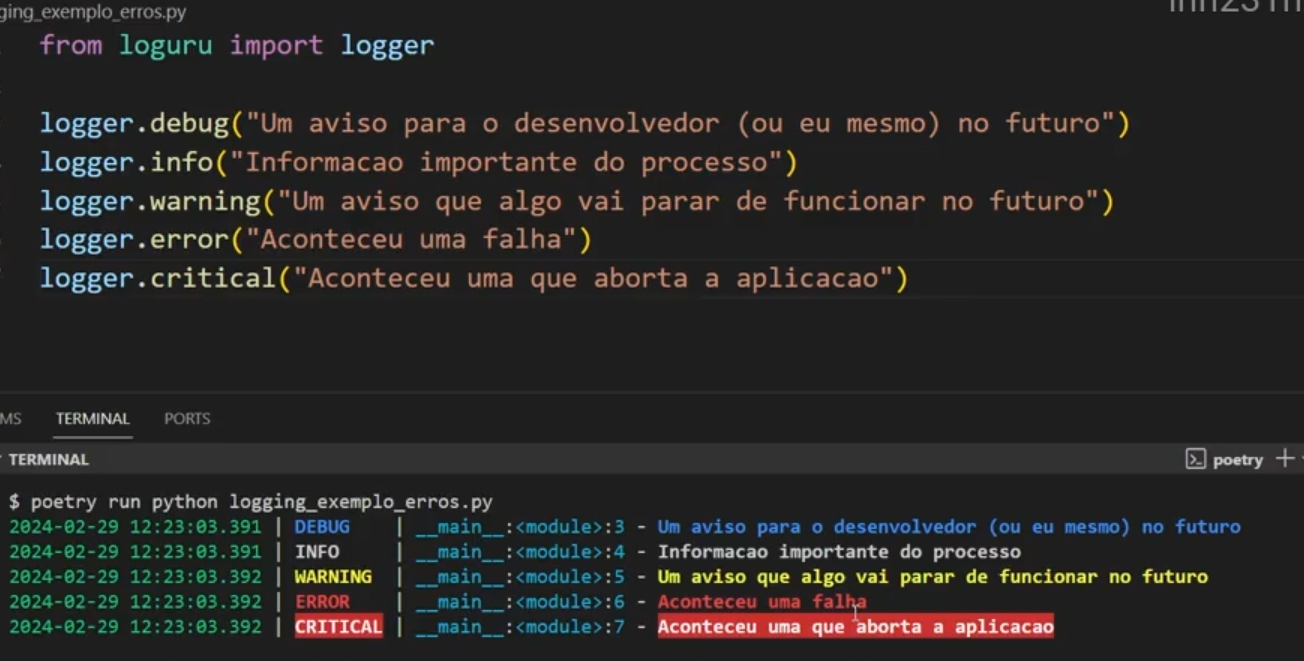 ging_exemplo_erros.py
from loguru import logger
logger.debug("Um aviso para o desenvolvedor (ou eu mesmo) no futuro")
logger.info("Informacao importante do processo")
logger.warning("Um aviso que algo vai parar de funcionar no futuro")
logger.error("Aconteceu uma falha")
logger.critical("Aconteceu uma que aborta a aplicacao")
MS TERMINAL PORTS
TERMINAL poetry
$ poetry run python logging_exemplo_erros.py
2024-02-29 12:23:03.391 | DEBUG    | __main__:<module>:3 - Um aviso para o desenvolvedor (ou eu mesmo) no futuro
2024-02-29 12:23:03.391 | INFO     | __main__:<module>:4 - Informacao importante do processo
2024-02-29 12:23:03.392 | WARNING  | __main__:<module>:5 - Um aviso que algo vai parar de funcionar no futuro
2024-02-29 12:23:03.392 | ERROR    | __main__:<module>:6 - Aconteceu uma falha
2024-02-29 12:23:03.392 | CRITICAL | __main__:<module>:7 - Aconteceu uma que aborta a aplicacao